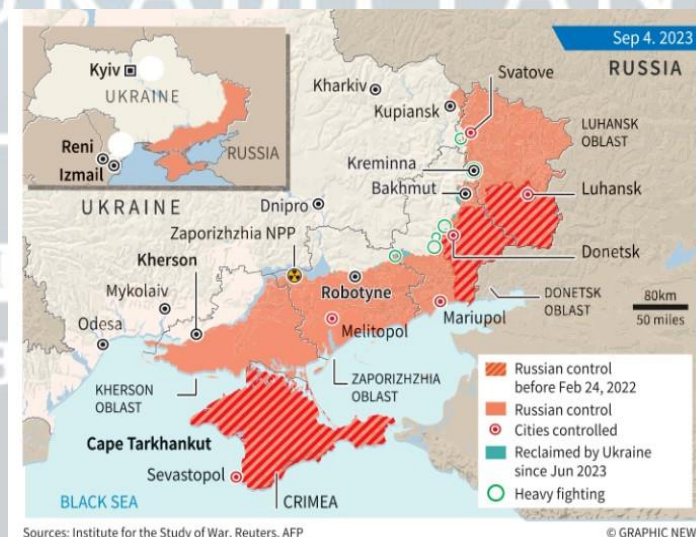 Sep 4. 2023
Kyiv
UKRAINE
Reni
Izmail
RUSSIA
RUSSIA
Svatove
Kharkiv
Kupiansk
LUHANSK
OBLAST
Kreminna
Bakhmut
Luhansk
UKRAINE
Dnipro
Zaporizhzhia NPP
Kherson
Donetsk
Robotyne
Mykolaiv
DONETSK
OBLAST
80km
50 miles
Odesa
Melitopol
Mariupol
KHERSON
OBLAST
ZAPORIZHZHIA
OBLAST
Cape Tarkhankut
Sevastopol
BLACK SEA
CRIMEA
Russian control
before Feb 24, 2022
Russian control
Cities controlled
Reclaimed by Ukraine
since Jun 2023
Heavy fighting
Sources: Institute for the Study of War, Reuters, AFP
© GRAPHIC NEW